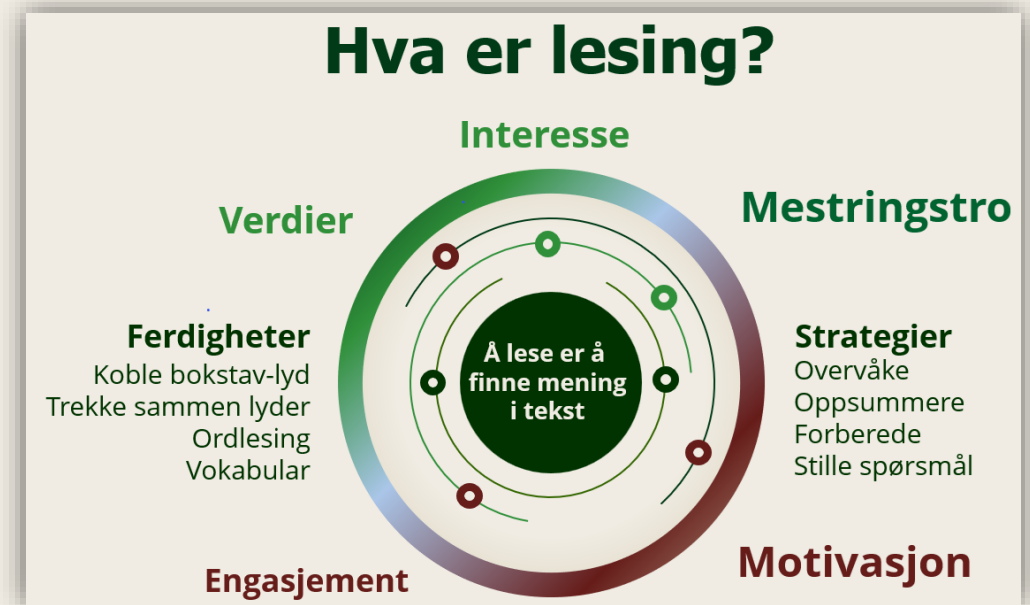 Hva er lesing?
Interesse
Verdier
Mestringstro
Ferdigheter
Koble bokstav-lyd
Trekke sammen lyder
Ordlesing
Vokabular
Å lese er å
finne mening
i tekst
Strategier
Overvåke
Oppsummere
Forberede
Stille spørsmål
Engasjement
Motivasjon